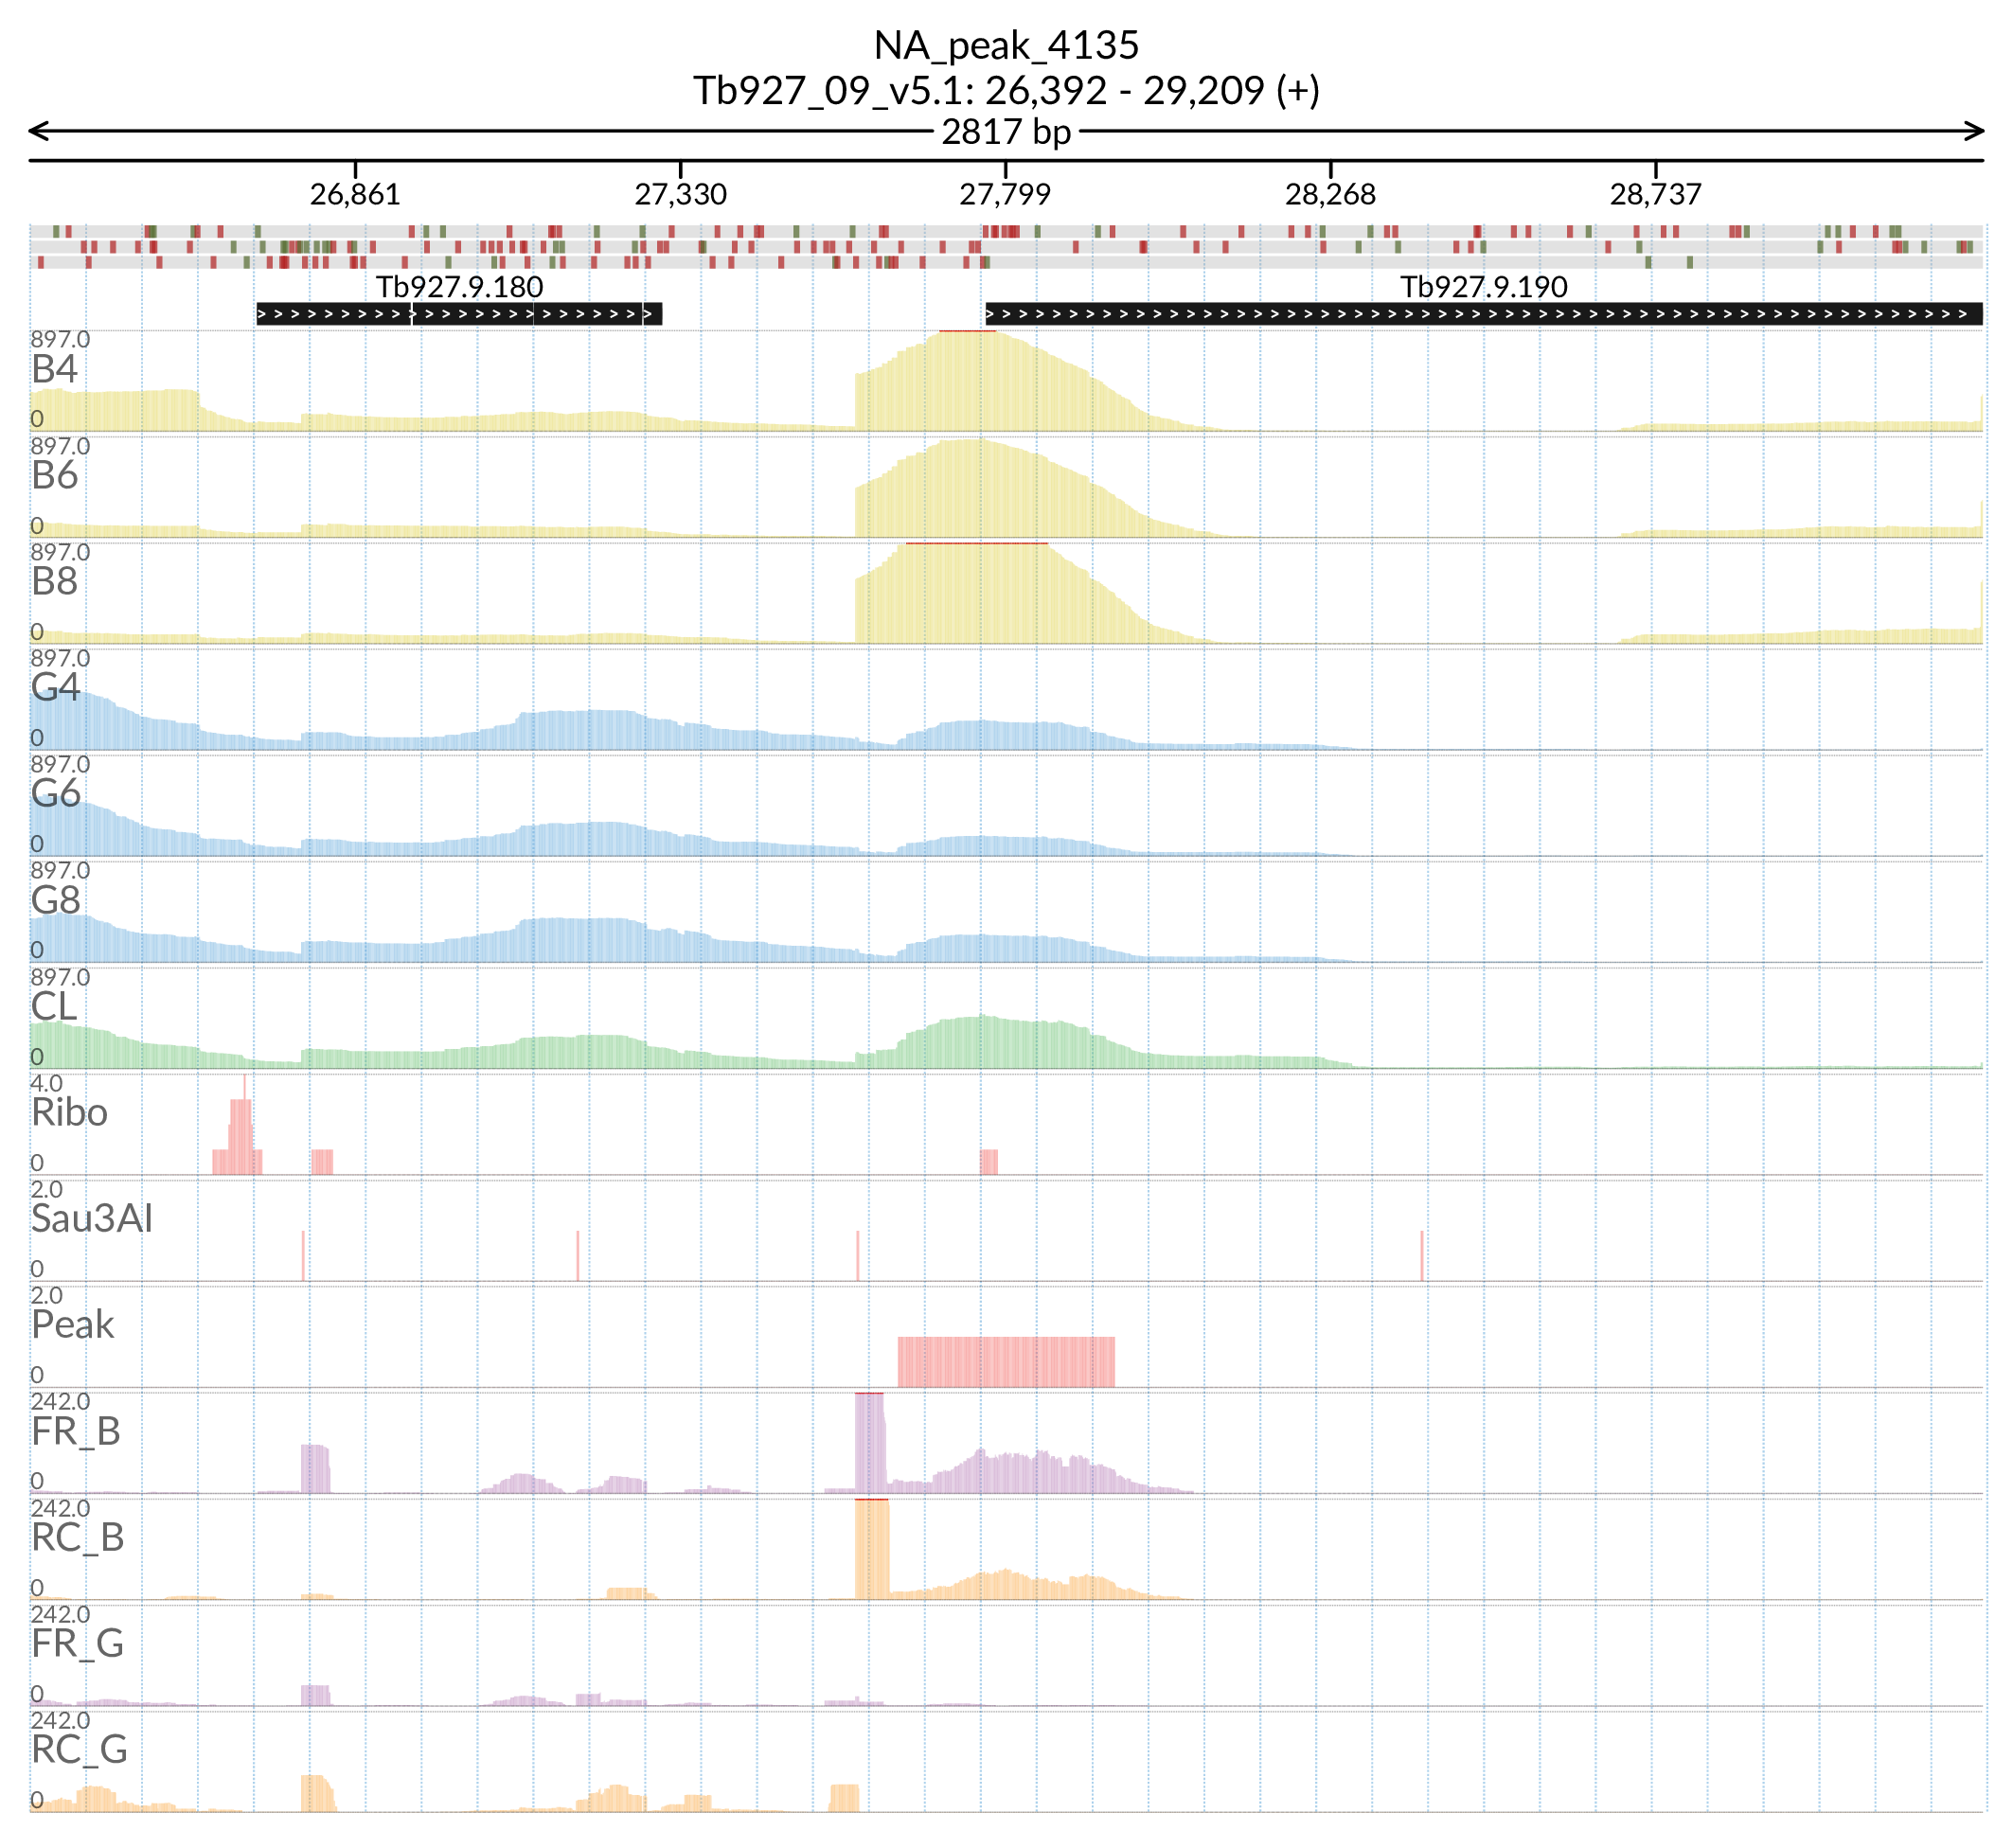 NA_peak_4135
Tb927_09_v5.1: 26,392 - 29,209 (+)
2817 bp
26,861 27,330 27,799 28,268 28,737
Tb927.9.180 Tb927.9.190
897.0
B4
0
897.0
B6
0
897.0
B8
0
897.0
G4
0
897.0
G6
0
897.0
G8
0
897.0
CL
0
4.0
Ribo
0
2.0
Sau3AI
0
2.0
Peak
0
242.0
FR_B
0
242.0
RC_B
0
242.0
FR_G
0
242.0
RC_G
0